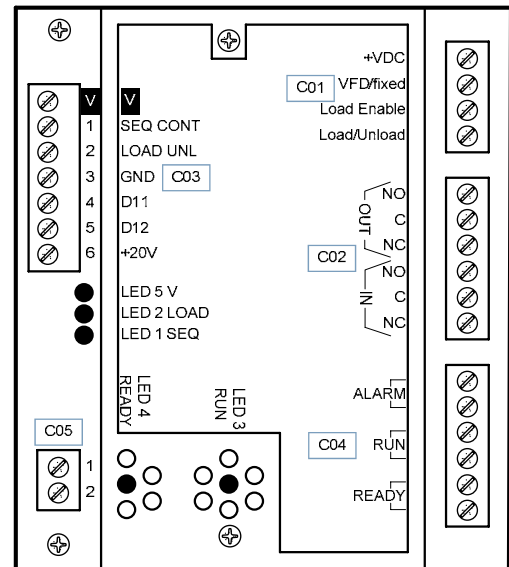 +VDC
C01 VFD/fixed
Load Enable
Load/Unload
V V
1 SEQ CONT
2 LOAD UNL
3 GND C03
4 D11
5 D12
6 +20V
NO
OUT C
NC
C02
NO
IN C
NC
LED 5 V
LED 2 LOAD
LED 1 SEQ
LED 4
READY
LED 3
RUN
ALARM
C04 RUN
READY
C05
1
2